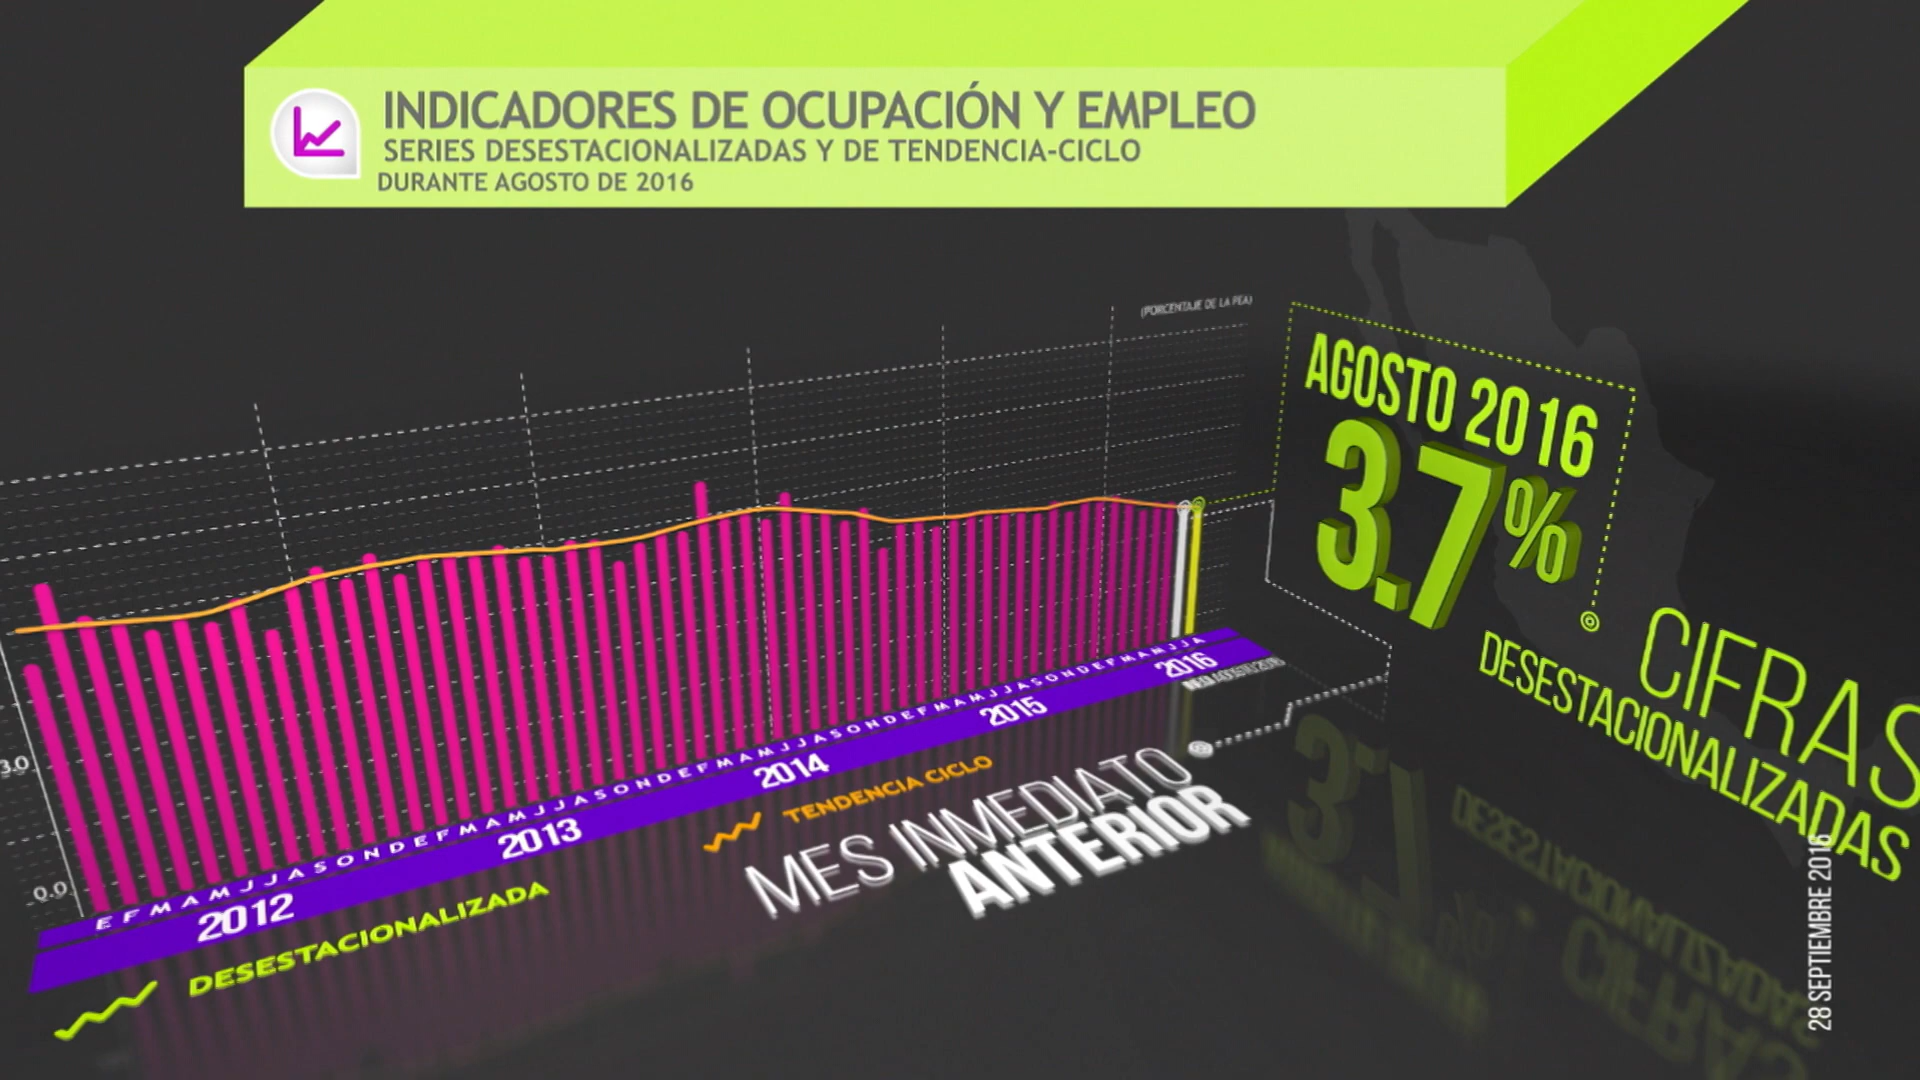 INDICADORES DE OCUPACIÓN Y EMPLEO
SERIES DESESTACIONALIZADAS Y DE TENDENCIA-CICLO
DURANTE AGOSTO DE 2016
(PORCENTAJE DE LA PEA)
AGOSTO 2016
3.7%
CIFRAS
DESESTACIONALIZADAS
3.0
0.0
E F M A M J J A S O N D E F M A M J J A S O N D E F M A M J J A S O N D E F M A M J J A S O N D E F M A M J J A
2012 2013 2014 2015 2016
DESESTACIONALIZADA
TENDENCIA CICLO
MES INMEDIATO
ANTERIOR
28 SEPTIEMBRE 2016